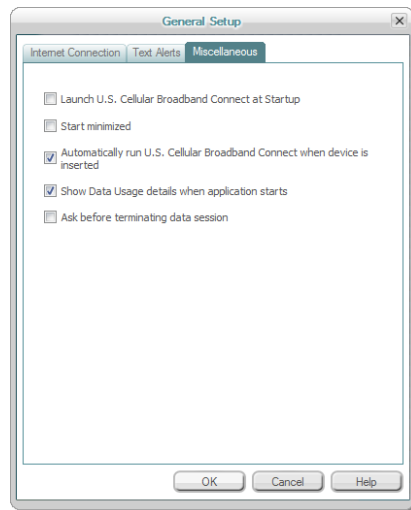 General Setup
Internet Connection
Text Alerts
Miscellaneous
Launch U.S. Cellular Broadband Connect at Startup
Start minimized
Automatically run U.S. Cellular Broadband Connect when device is
inserted
Show Data Usage details when application starts
Ask before terminating data session
OK
Cancel
Help